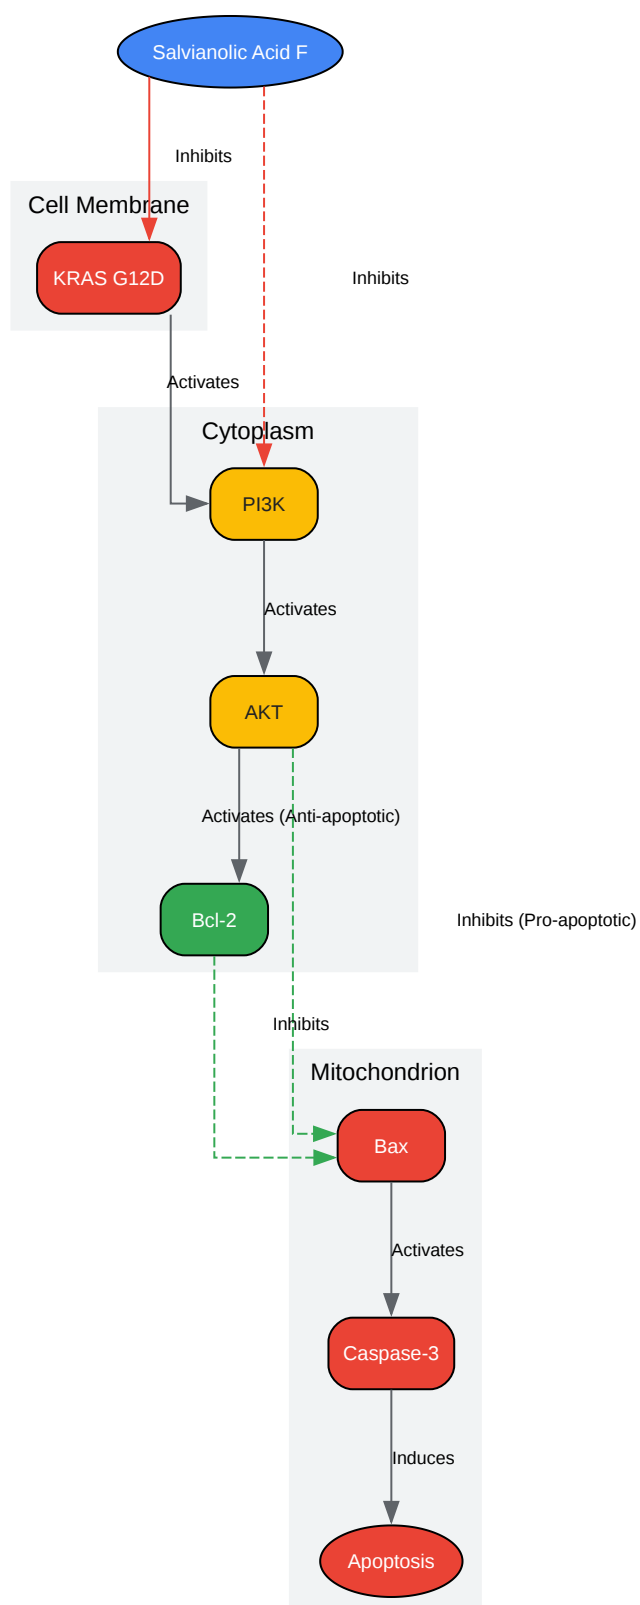 Salvianolic Acid F
Inhibits
Cell Membrane
KRAS G12D
Inhibits
Activates
Cytoplasm
PI3K
Activates
AKT
Activates (Anti-apoptotic)
Bcl-2
Inhibits (Pro-apoptotic)
Inhibits
Mitochondrion
Bax
Activates
Caspase-3
Induces
Apoptosis